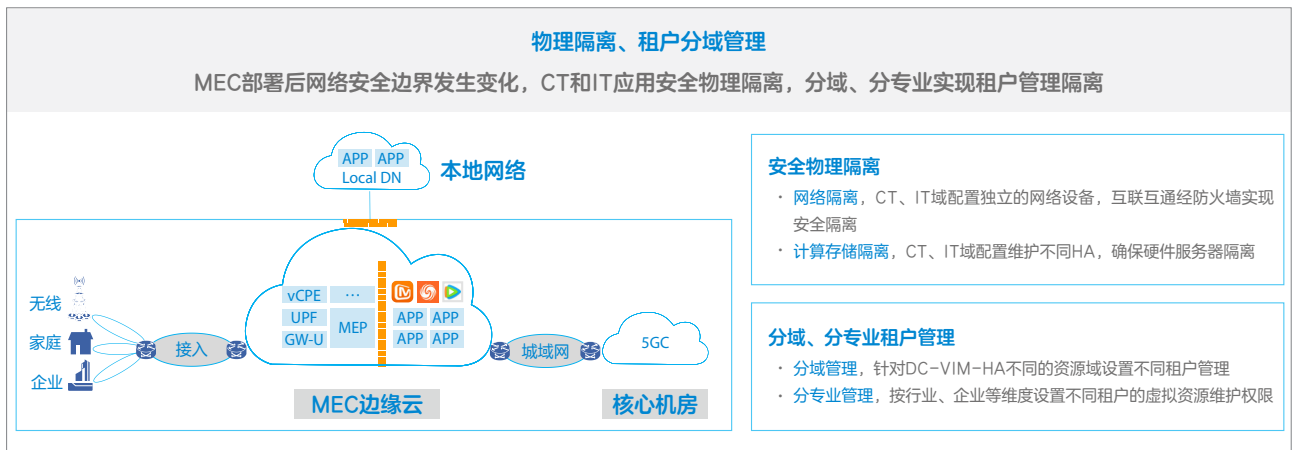 物理隔离、租户分域管理
MEC部署后网络安全边界发生变化，CT和IT应用安全物理隔离，分域、分专业实现租户管理隔离
APP APP
Local DN
本地网络
无线
家庭
企业
接入
vCPE ···
UPF
MEP
GW-U
APP APP
APP APP
城域网
5GC
MEC边缘云
核心机房
安全物理隔离
· 网络隔离，CT、IT域配置独立的网络设备，互联互通经防火墙实现
安全隔离
· 计算存储隔离，CT、IT域配置维护不同HA，确保硬件服务器隔离
分域、分专业租户管理
· 分域管理，针对DC-VIM-HA不同的资源域设置不同租户管理
· 分专业管理，按行业、企业等维度设置不同租户的虚拟资源维护权限